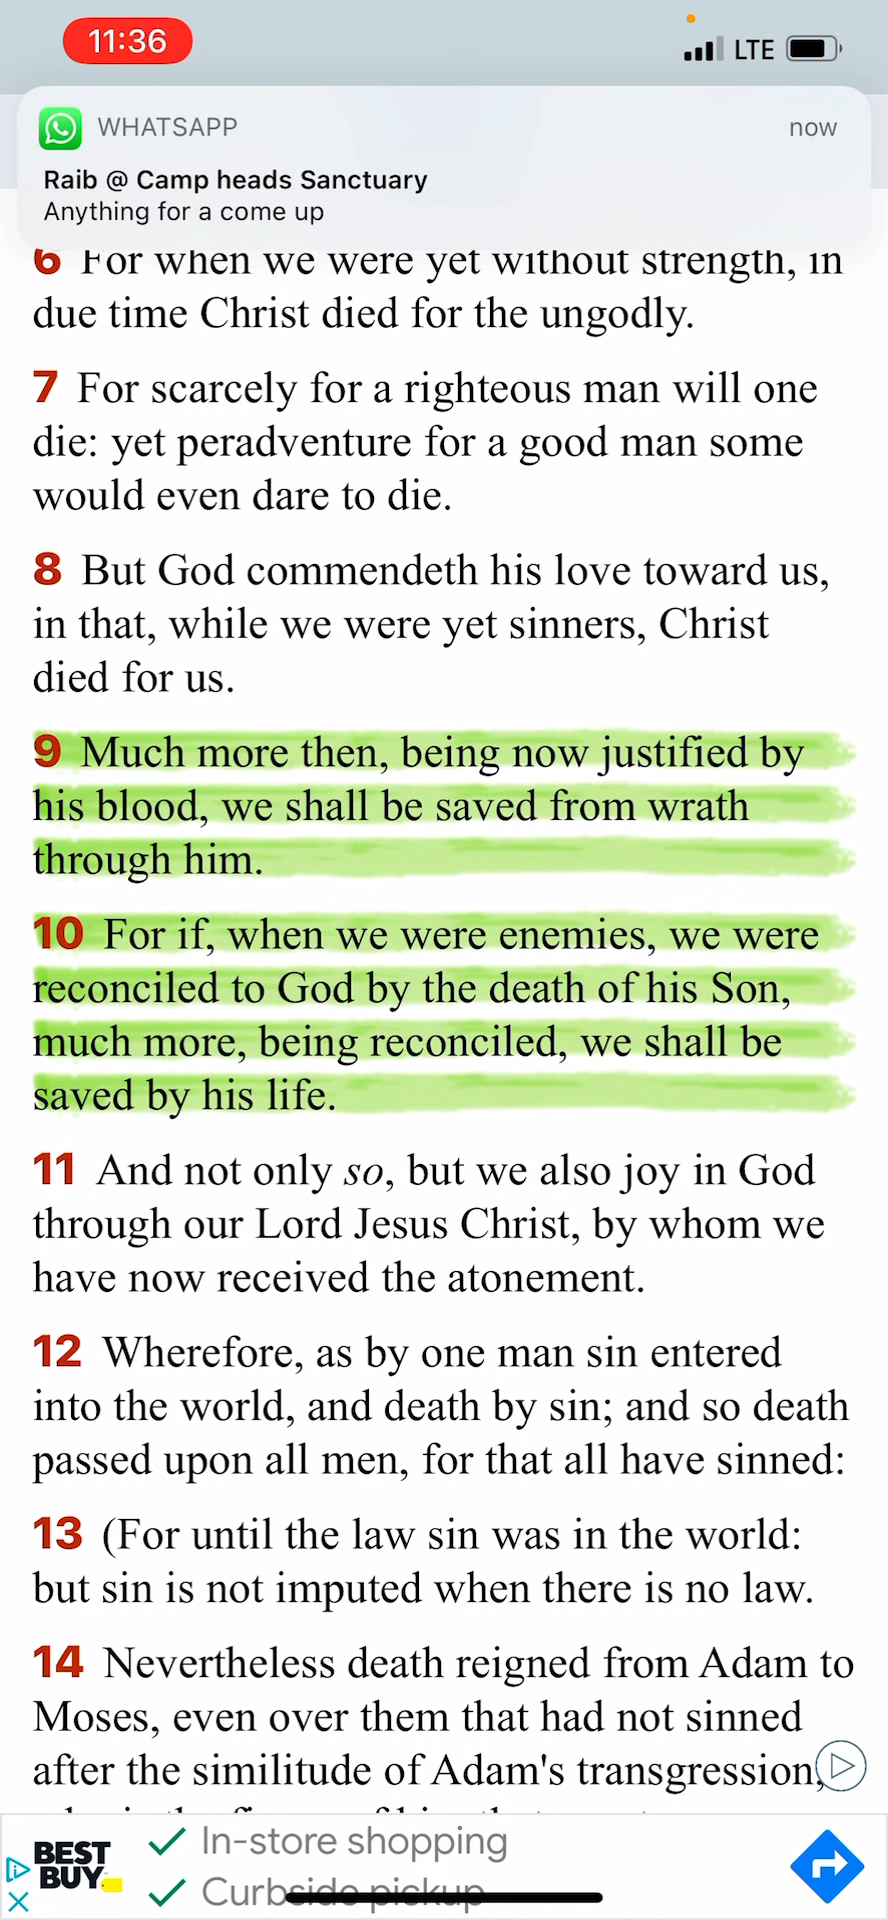 11:36
LTE
WHATSAPP
now
Raib @ Camp heads Sanctuary
Anything for a come up
6 For when we were yet without strength, in
due time Christ died for the ungodly.
7 For scarcely for a righteous man will one
die: yet peradventure for a good man some
would even dare to die.
8 But God commendeth his love toward us,
in that, while we were yet sinners, Christ
died for us.
9 Much more then, being now justified by
his blood, we shall be saved from wrath
through him.
10 For if, when we were enemies, we were
reconciled to God by the death of his Son,
much more, being reconciled, we shall be
saved by his life.
11 And not only so, but we also joy in God
through our Lord Jesus Christ, by whom we
have now received the atonement.
12 Wherefore, as by one man sin entered
into the world, and death by sin; and so death
passed upon all men, for that all have sinned:
13 (For until the law sin was in the world:
but sin is not imputed when there is no law.
14 Nevertheless death reigned from Adam to
Moses, even over them that had not sinned
after the similitude of Adam's transgression,
BEST
BUY
In-store shopping
Curbside pickup